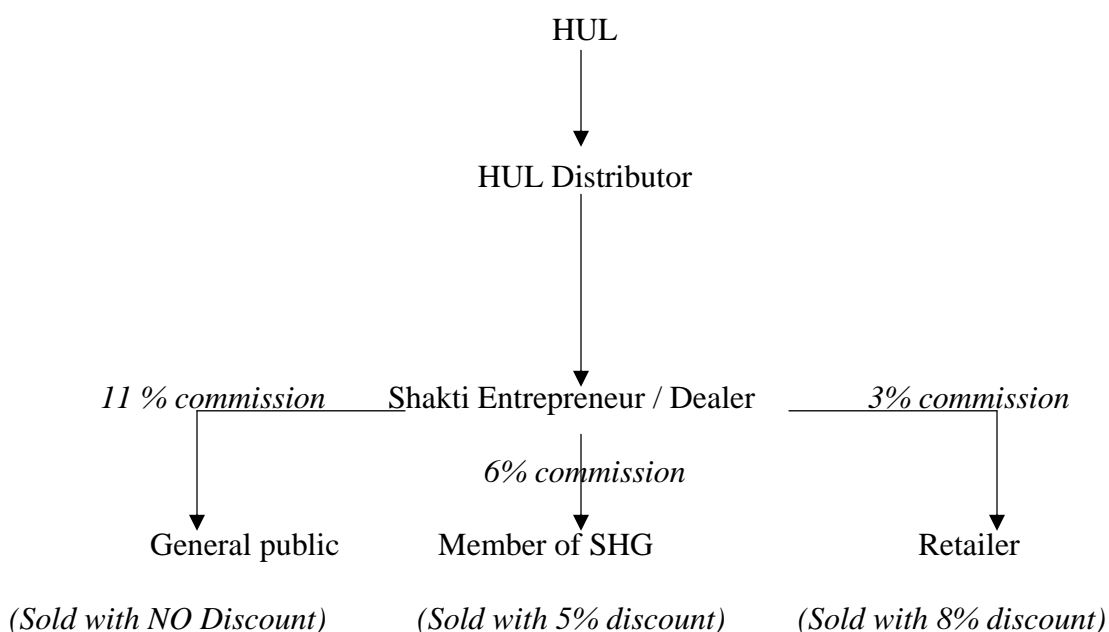 HUL
HUL Distributor
11 % commission Shakti Entrepreneur / Dealer 3% commission
6% commission
General public Member of SHG Retailer
(Sold with NO Discount) (Sold with 5% discount) (Sold with 8% discount)